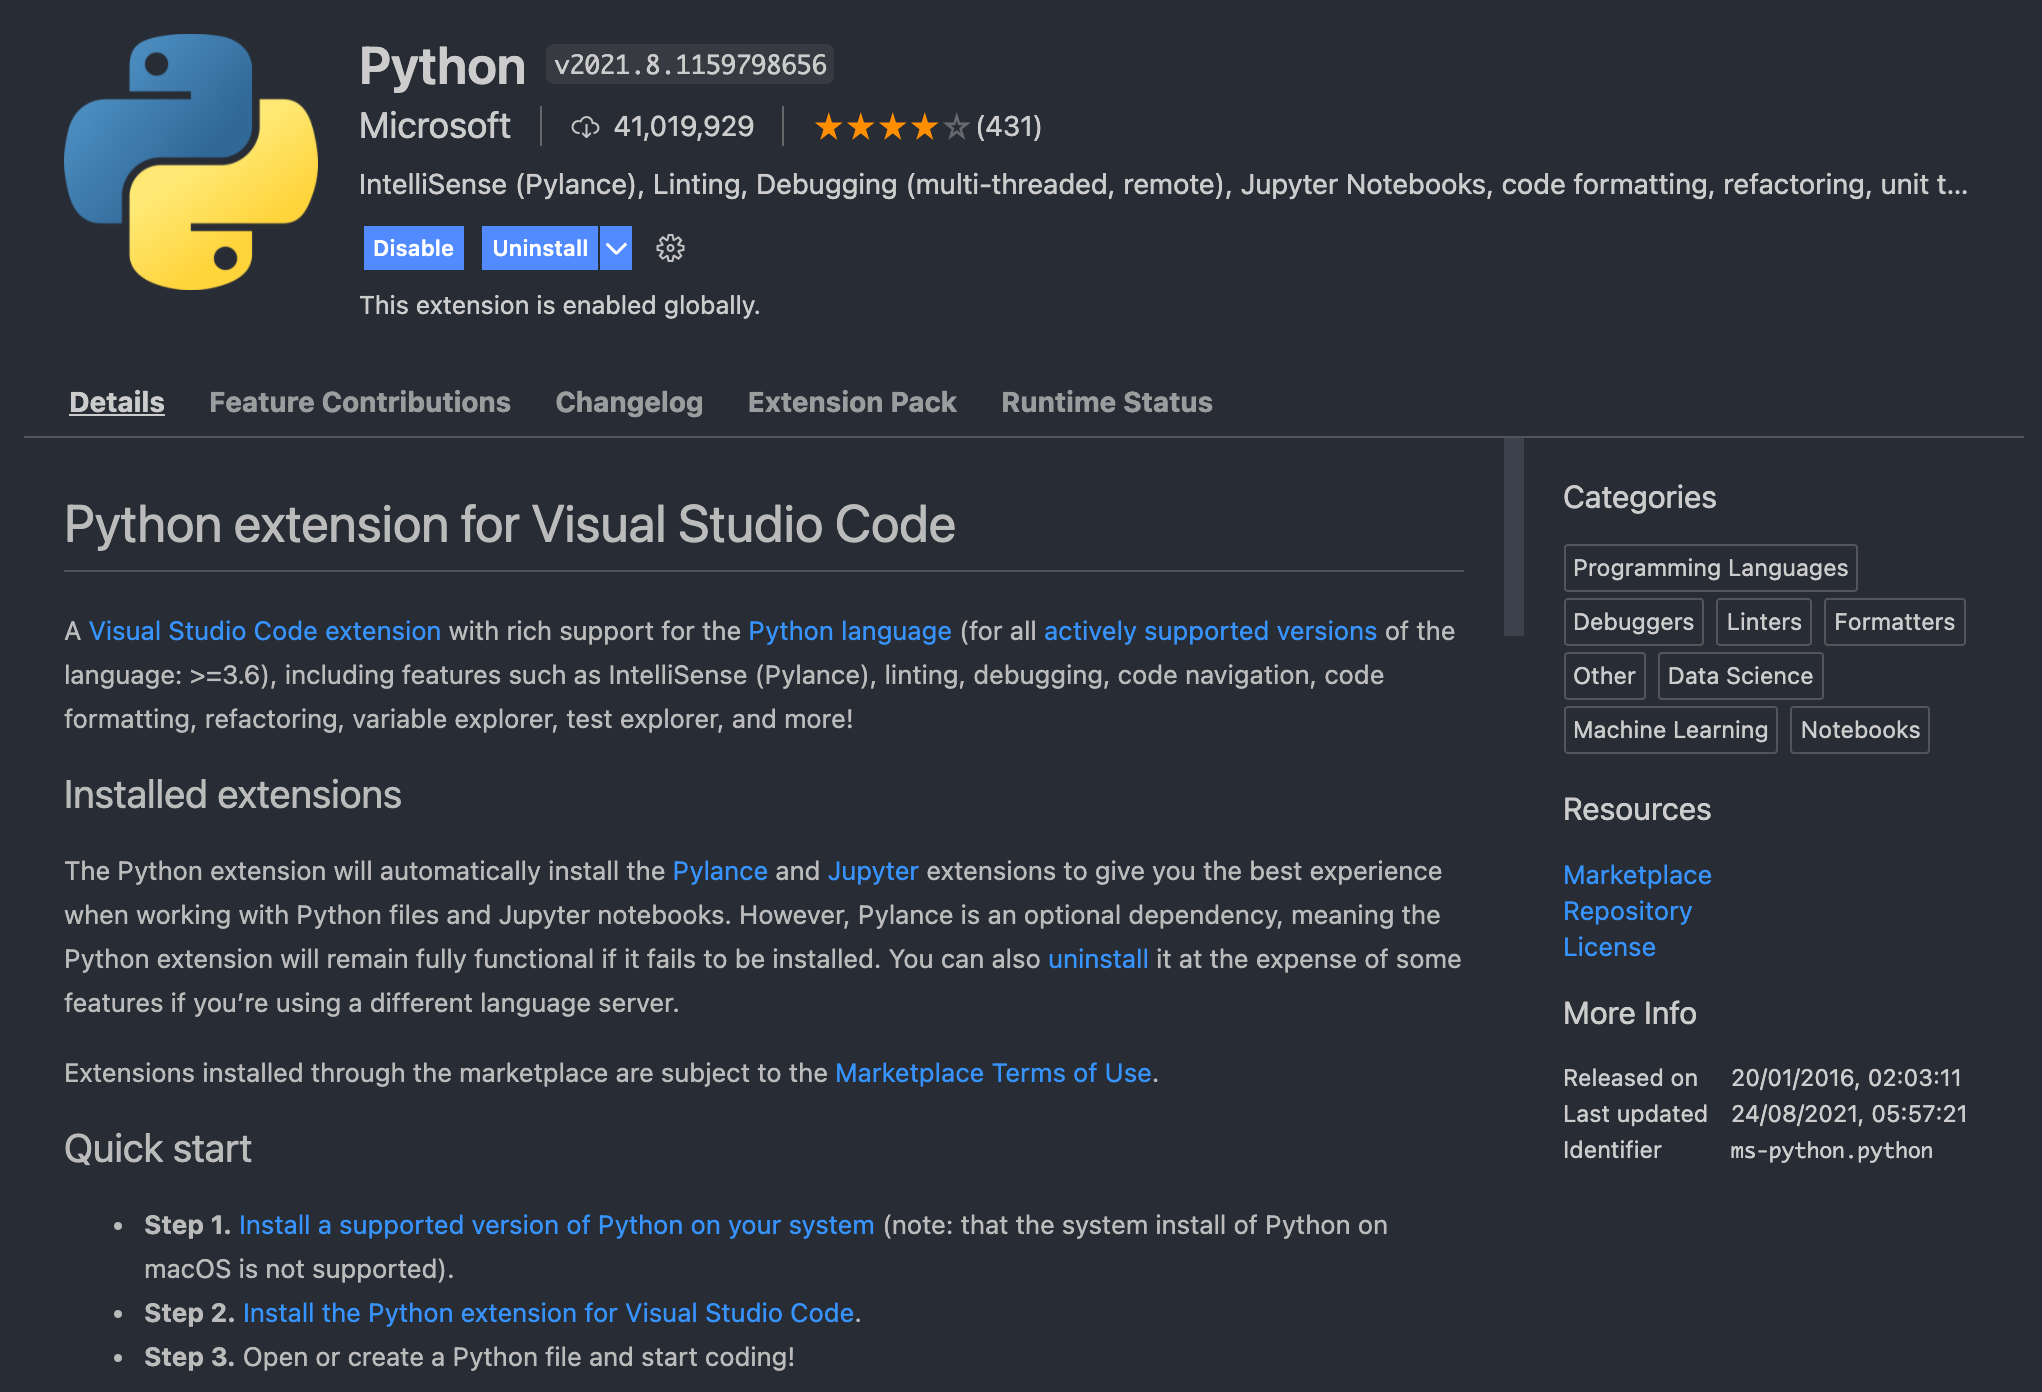 Python v2021.8.1159798656
Microsoft 41,019,929 (431)
IntelliSense (Pylance), Linting, Debugging (multi-threaded, remote), Jupyter Notebooks, code formatting, refactoring, unit t...
Disable Uninstall
This extension is enabled globally.
Details Feature Contributions Changelog Extension Pack Runtime Status
Python extension for Visual Studio Code
A Visual Studio Code extension with rich support for the Python language (for all actively supported versions of the
language: >=3.6), including features such as IntelliSense (Pylance), linting, debugging, code navigation, code
formatting, refactoring, variable explorer, test explorer, and more!
Installed extensions
The Python extension will automatically install the Pylance and Jupyter extensions to give you the best experience
when working with Python files and Jupyter notebooks. However, Pylance is an optional dependency, meaning the
Python extension will remain fully functional if it fails to be installed. You can also uninstall it at the expense of some
features if you’re using a different language server.
Extensions installed through the marketplace are subject to the Marketplace Terms of Use.
Quick start
• Step 1. Install a supported version of Python on your system (note: that the system install of Python on
macOS is not supported).
• Step 2. Install the Python extension for Visual Studio Code.
• Step 3. Open or create a Python file and start coding!
Categories
Programming Languages
Debuggers Linters Formatters
Other Data Science
Machine Learning Notebooks
Resources
Marketplace
Repository
License
More Info
Released on 20/01/2016, 02:03:11
Last updated 24/08/2021, 05:57:21
Identifier ms-python.python